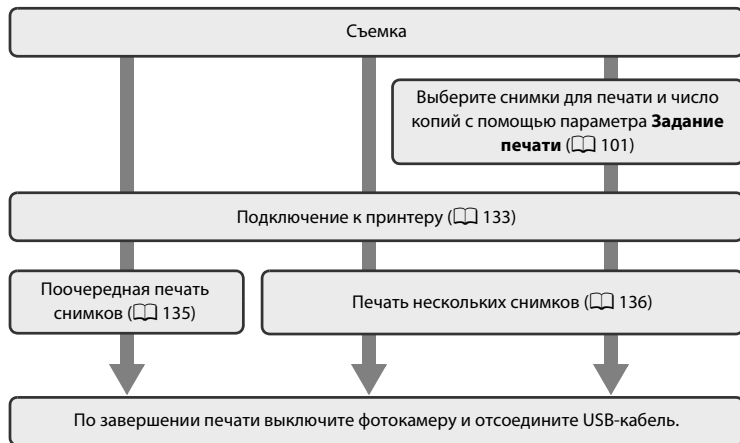 Съемка
Выберите снимки для печати и число
копий с помощью параметра Задание
печати (📖 101)
Подключение к принтеру (📖 133)
Поочередная печать
снимков (📖 135)
Печать нескольких снимков (📖 136)
По завершении печати выключите фотокамеру и отсоедините USB-кабель.